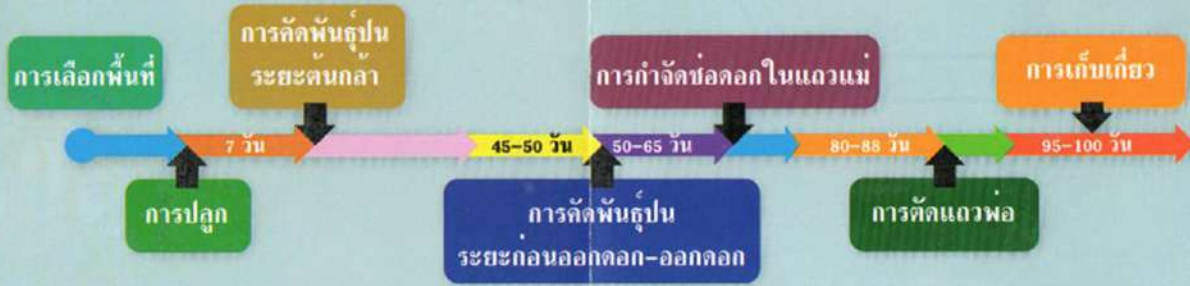 การเลือกพื้นที่
การคัดพันธุ์ปน
ระยะต้นกล้า
การกำจัดช่อดอกในแถวแม่
การเก็บเกี่ยว
7 วัน
45-50 วัน
50-65 วัน
80-88 วัน
95-100 วัน
การปลูก
การคัดพันธุ์ปน
ระยะก่อนออกดอก-ออกดอก
การตัดแถวพ่อ